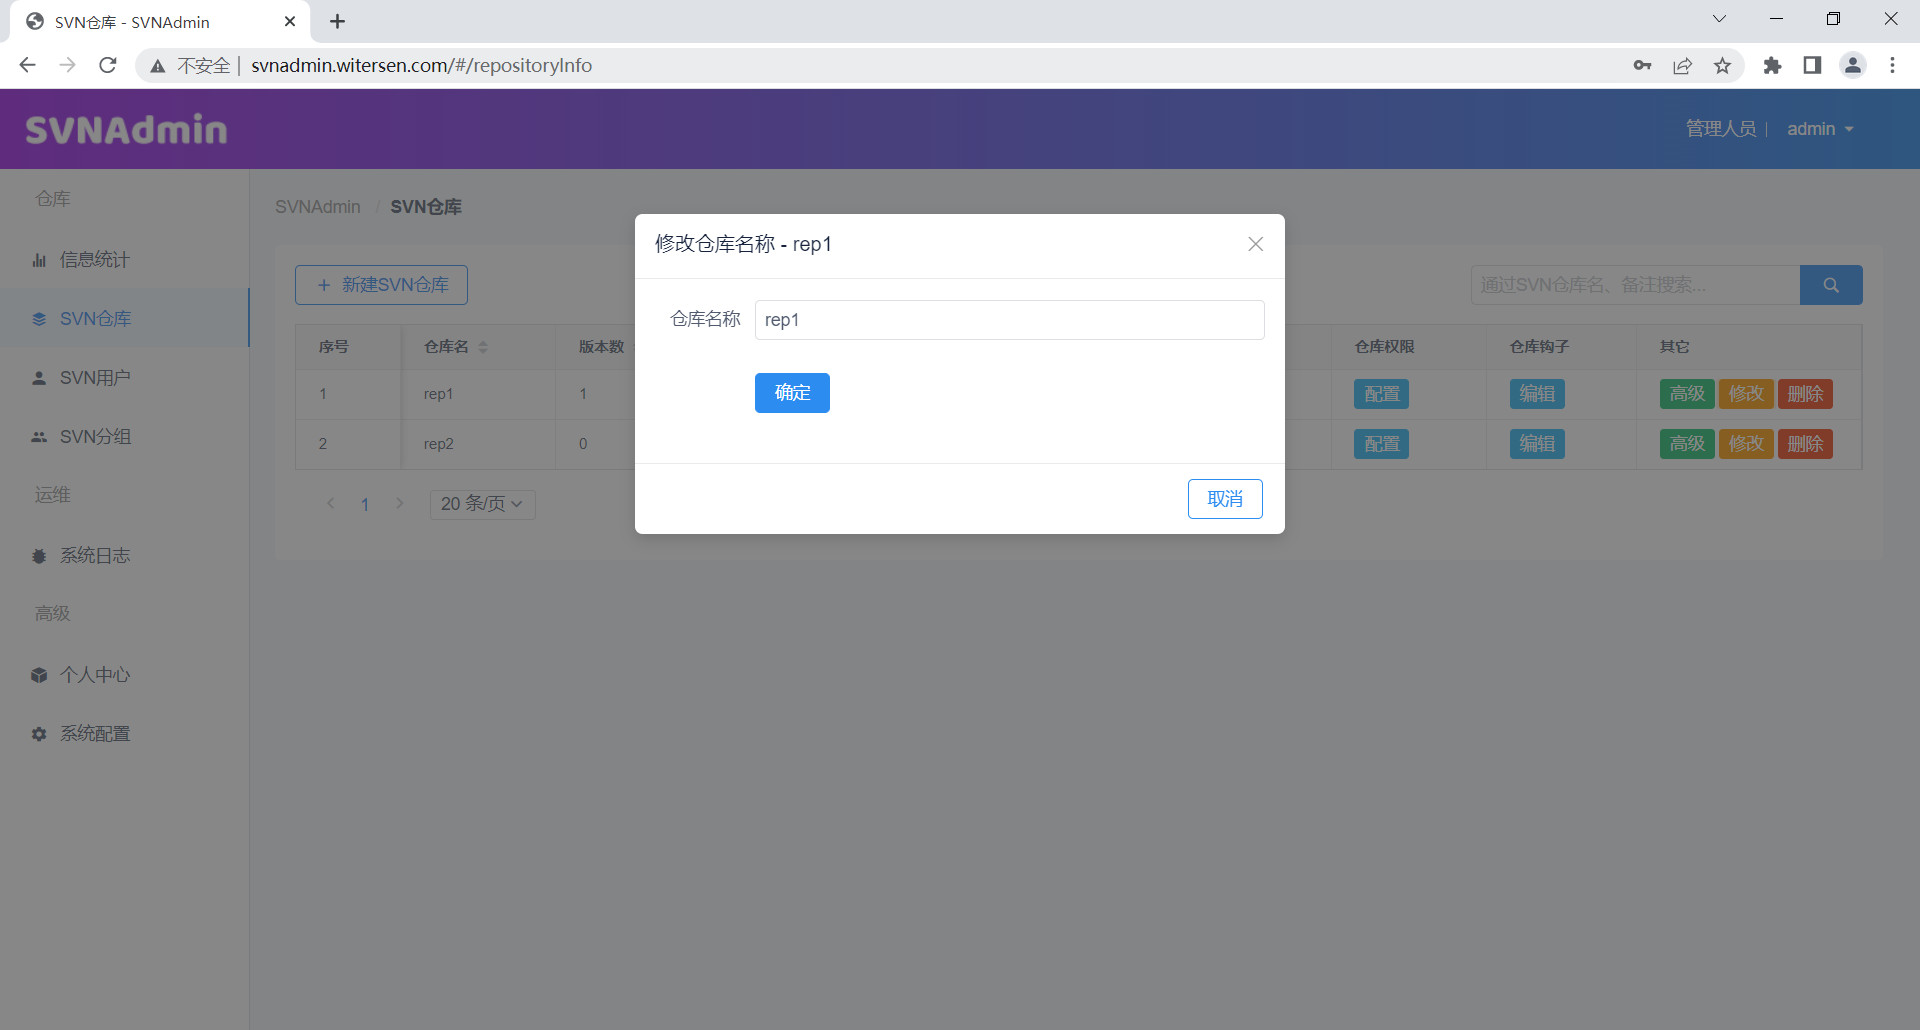 SVN仓库 - SVNAdmin
不安全 | svnadmin.witersen.com/#/repositoryInfo
SVNAdmin
管理人员 | admin
仓库
信息统计
SVN仓库
SVN用户
SVN分组
运维
系统日志
高级
个人中心
系统配置
SVNAdmin / SVN仓库
+ 新建SVN仓库
通过SVN仓库名、备注搜索...
序号 仓库名 版本数 仓库权限 仓库钩子 其它
1 rep1 1 配置 编辑 高级 修改 删除
2 rep2 0 配置 编辑 高级 修改 删除
1 20 条/页
修改仓库名称 - rep1
仓库名称 rep1
确定
取消